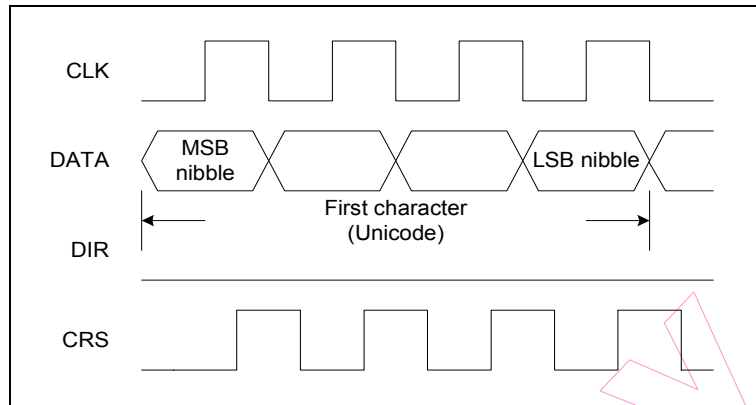 CLK
DATA
MSB
nibble
LSB nibble
First character
(Unicode)
DIR
CRS